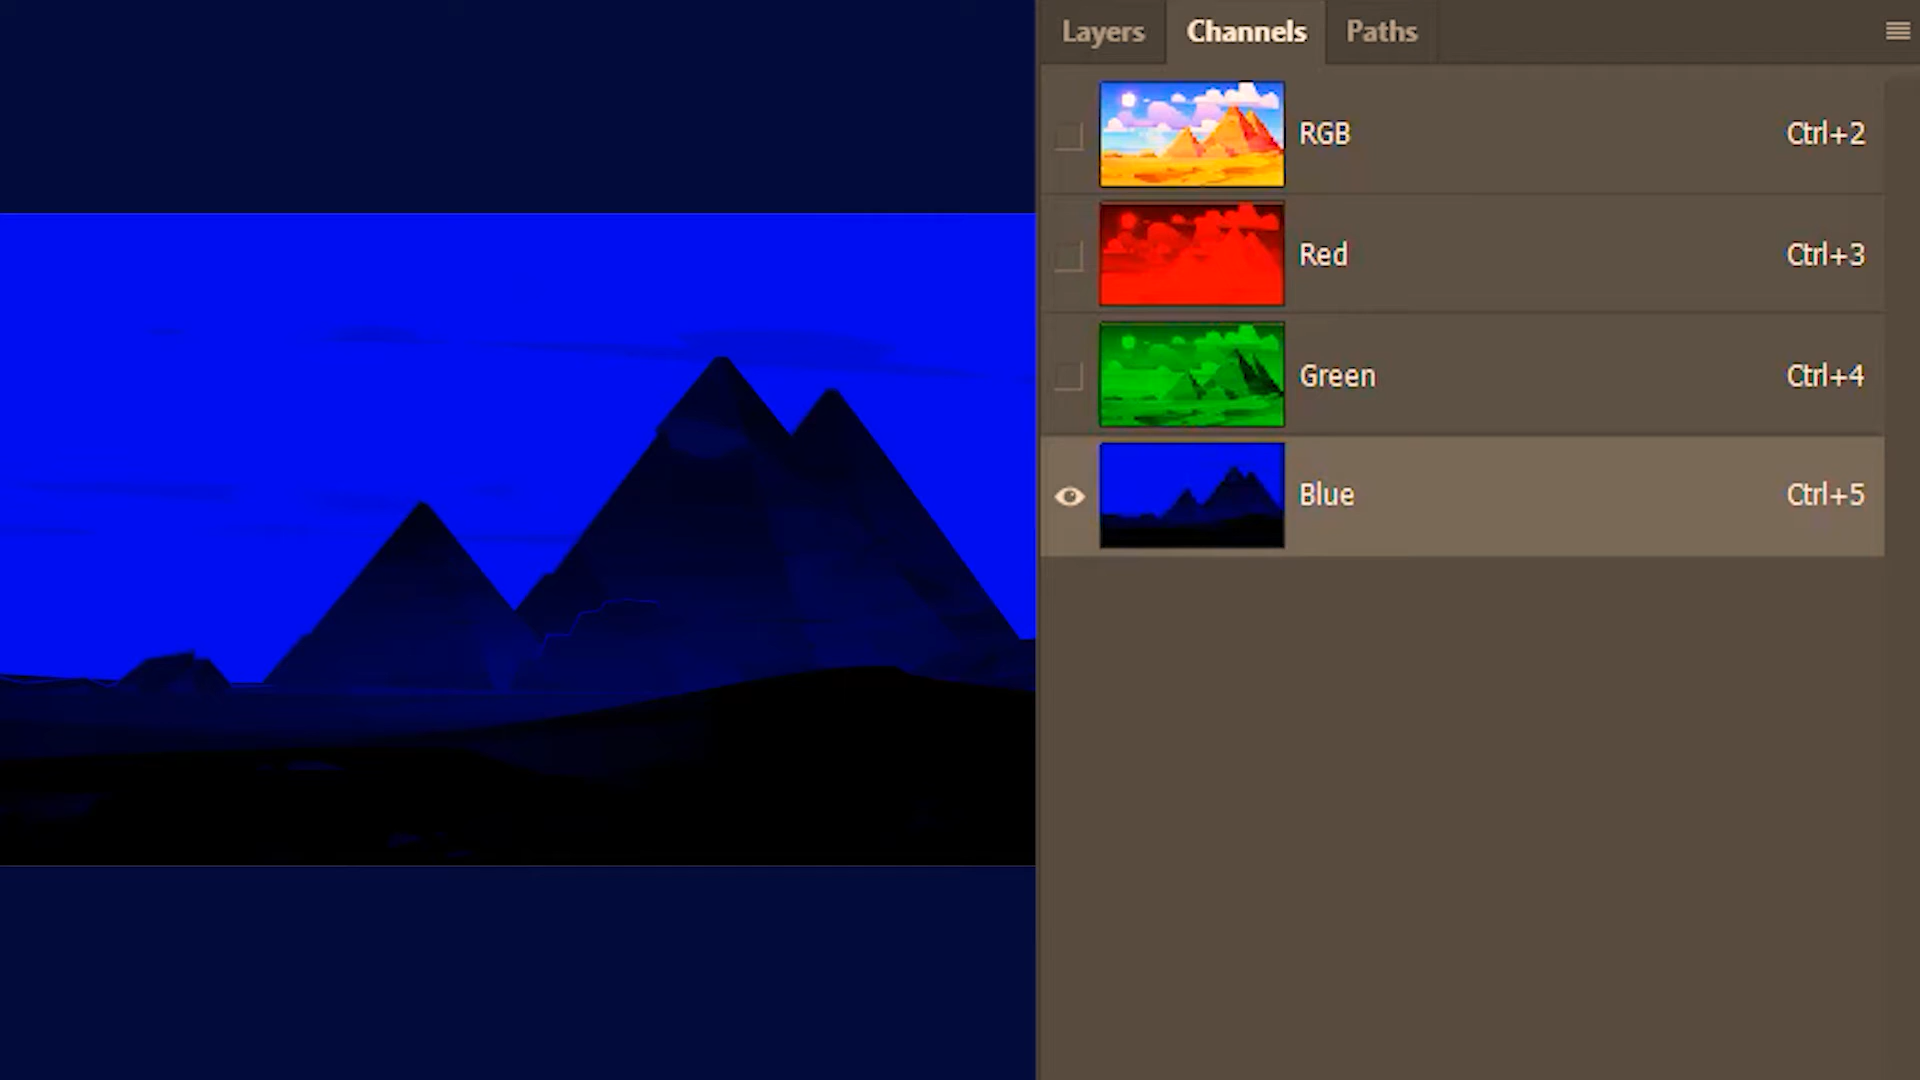 Layers Channels Paths
RGB Ctrl+2
Red Ctrl+3
Green Ctrl+4
Blue Ctrl+5